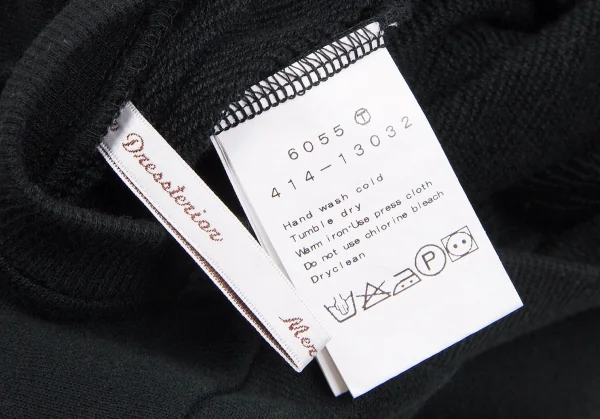 Dressterior
Men
6055 Ⓣ
414-13032
Hand wash cold
Tumble dry
Warm iron-Use press cloth
Do not use chlorine bleach
Dryclean
P